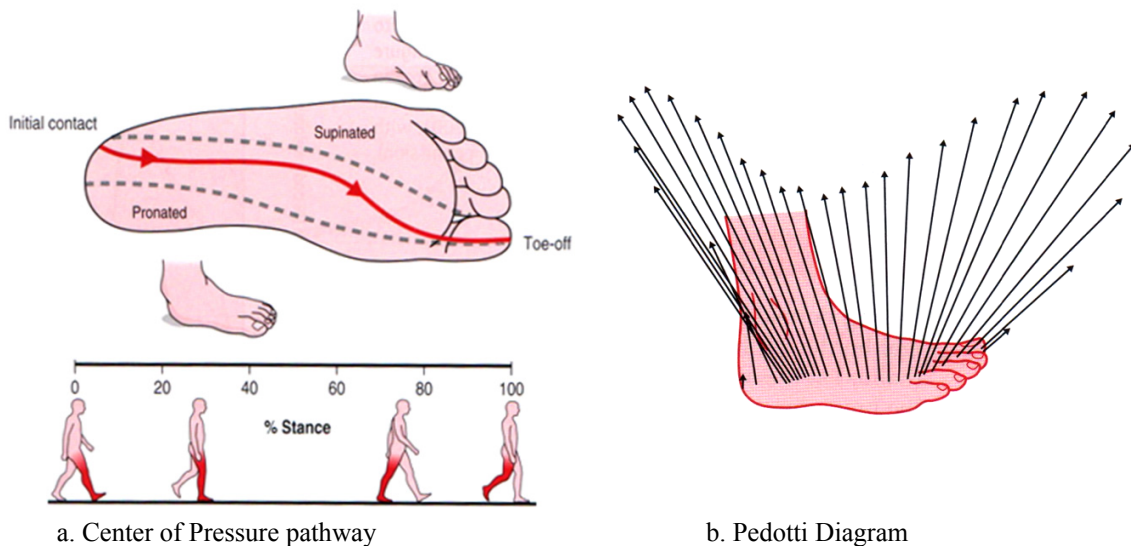 Initial contact
Supinated
Pronated
Toe-off
0 20 40 60 80 100
% Stance
a. Center of Pressure pathway
b. Pedotti Diagram